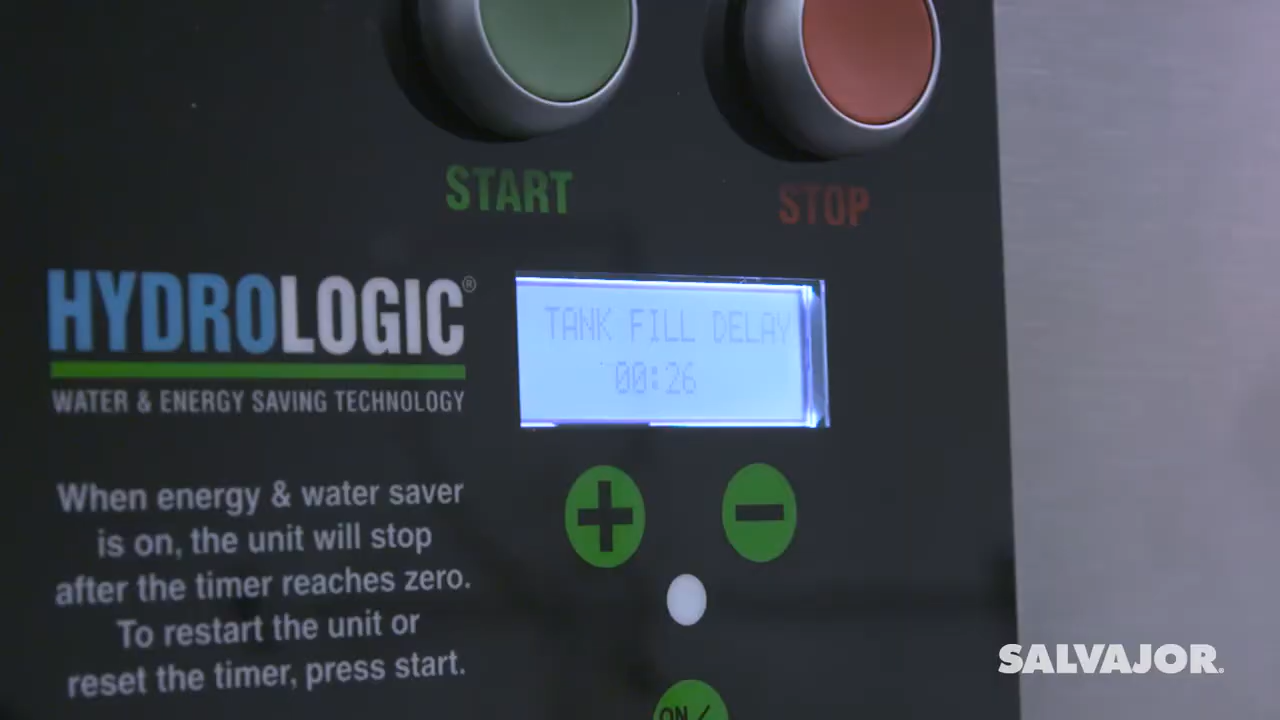 START
STOP
HYDROLOGIC®
WATER & ENERGY SAVING TECHNOLOGY
TANK FILL DELAY
00:26
When energy & water saver
is on, the unit will stop
after the timer reaches zero.
To restart the unit or
reset the timer, press start.
+ −
ON/
SALVAJOR®